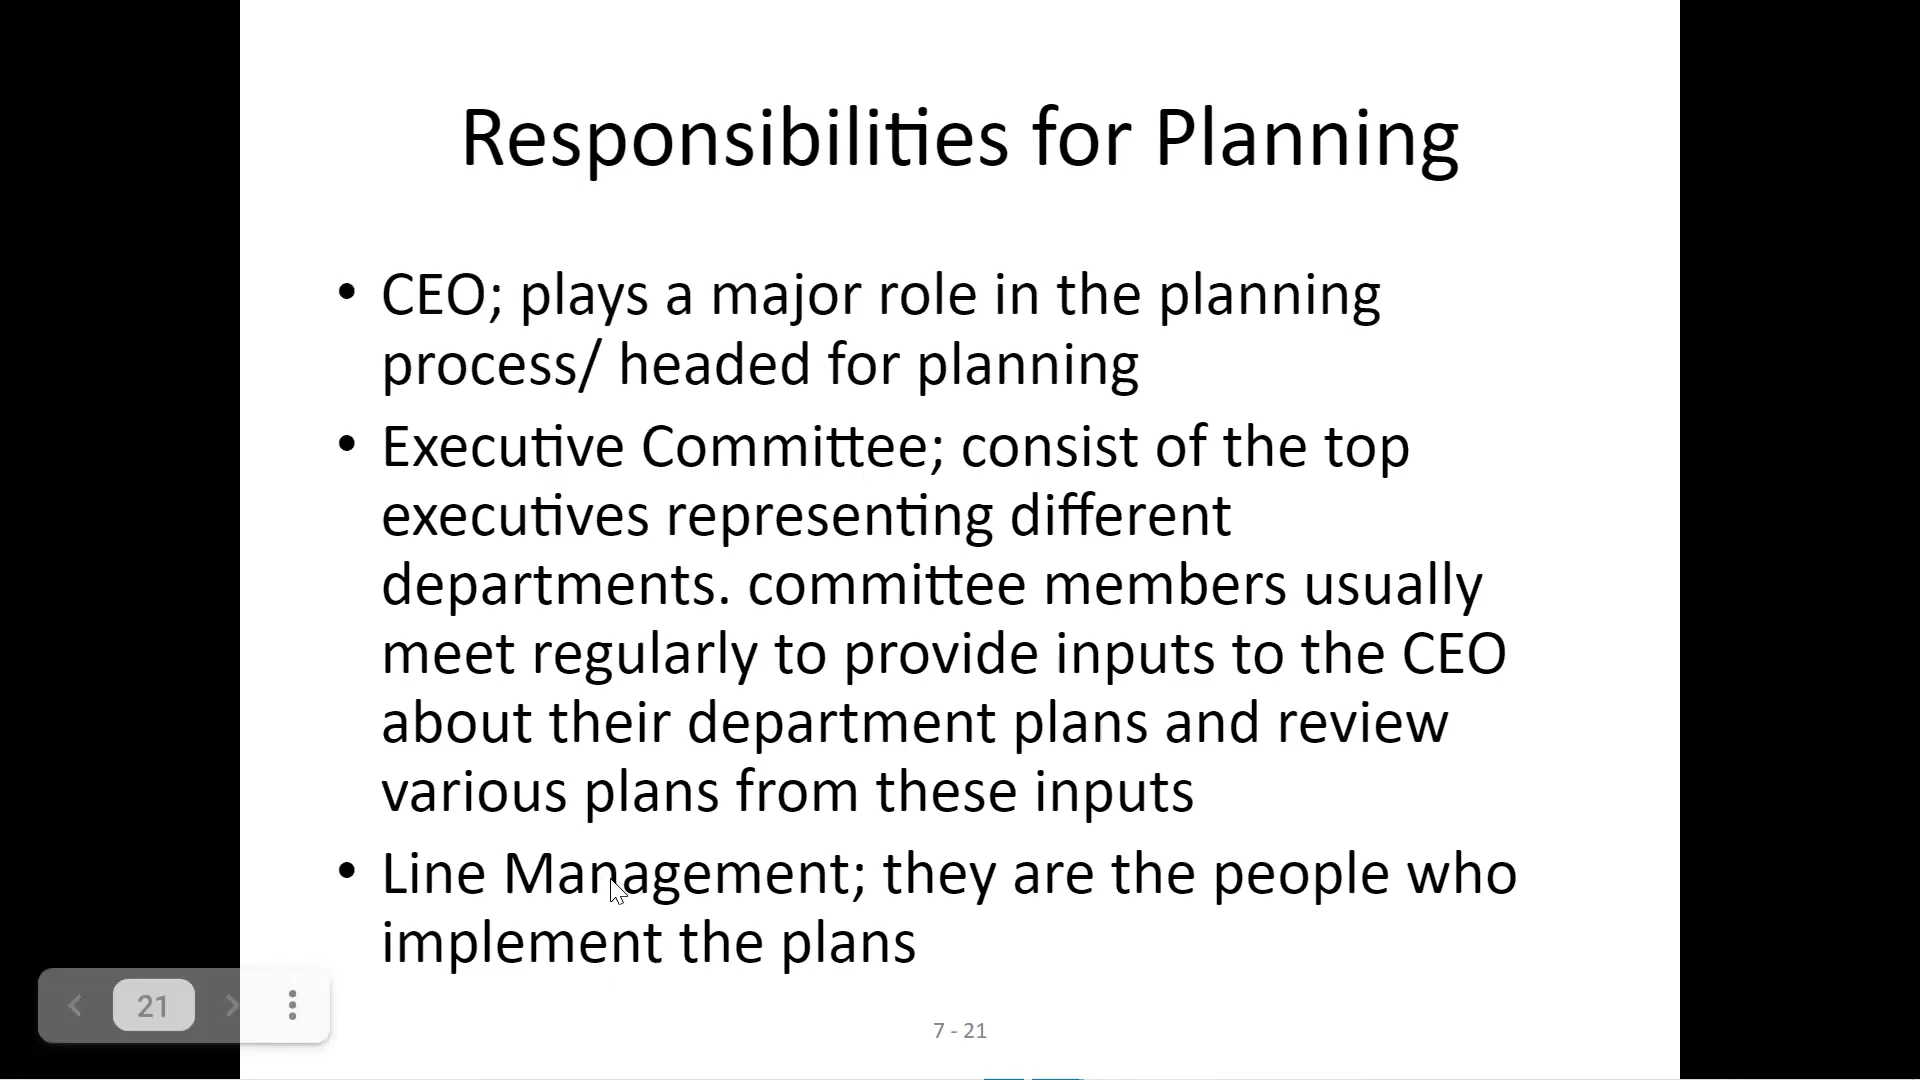 Responsibilities for Planning
• CEO; plays a major role in the planning
process/ headed for planning
• Executive Committee; consist of the top
executives representing different
departments. committee members usually
meet regularly to provide inputs to the CEO
about their department plans and review
various plans from these inputs
• Line Management; they are the people who
implement the plans
21
7 - 21